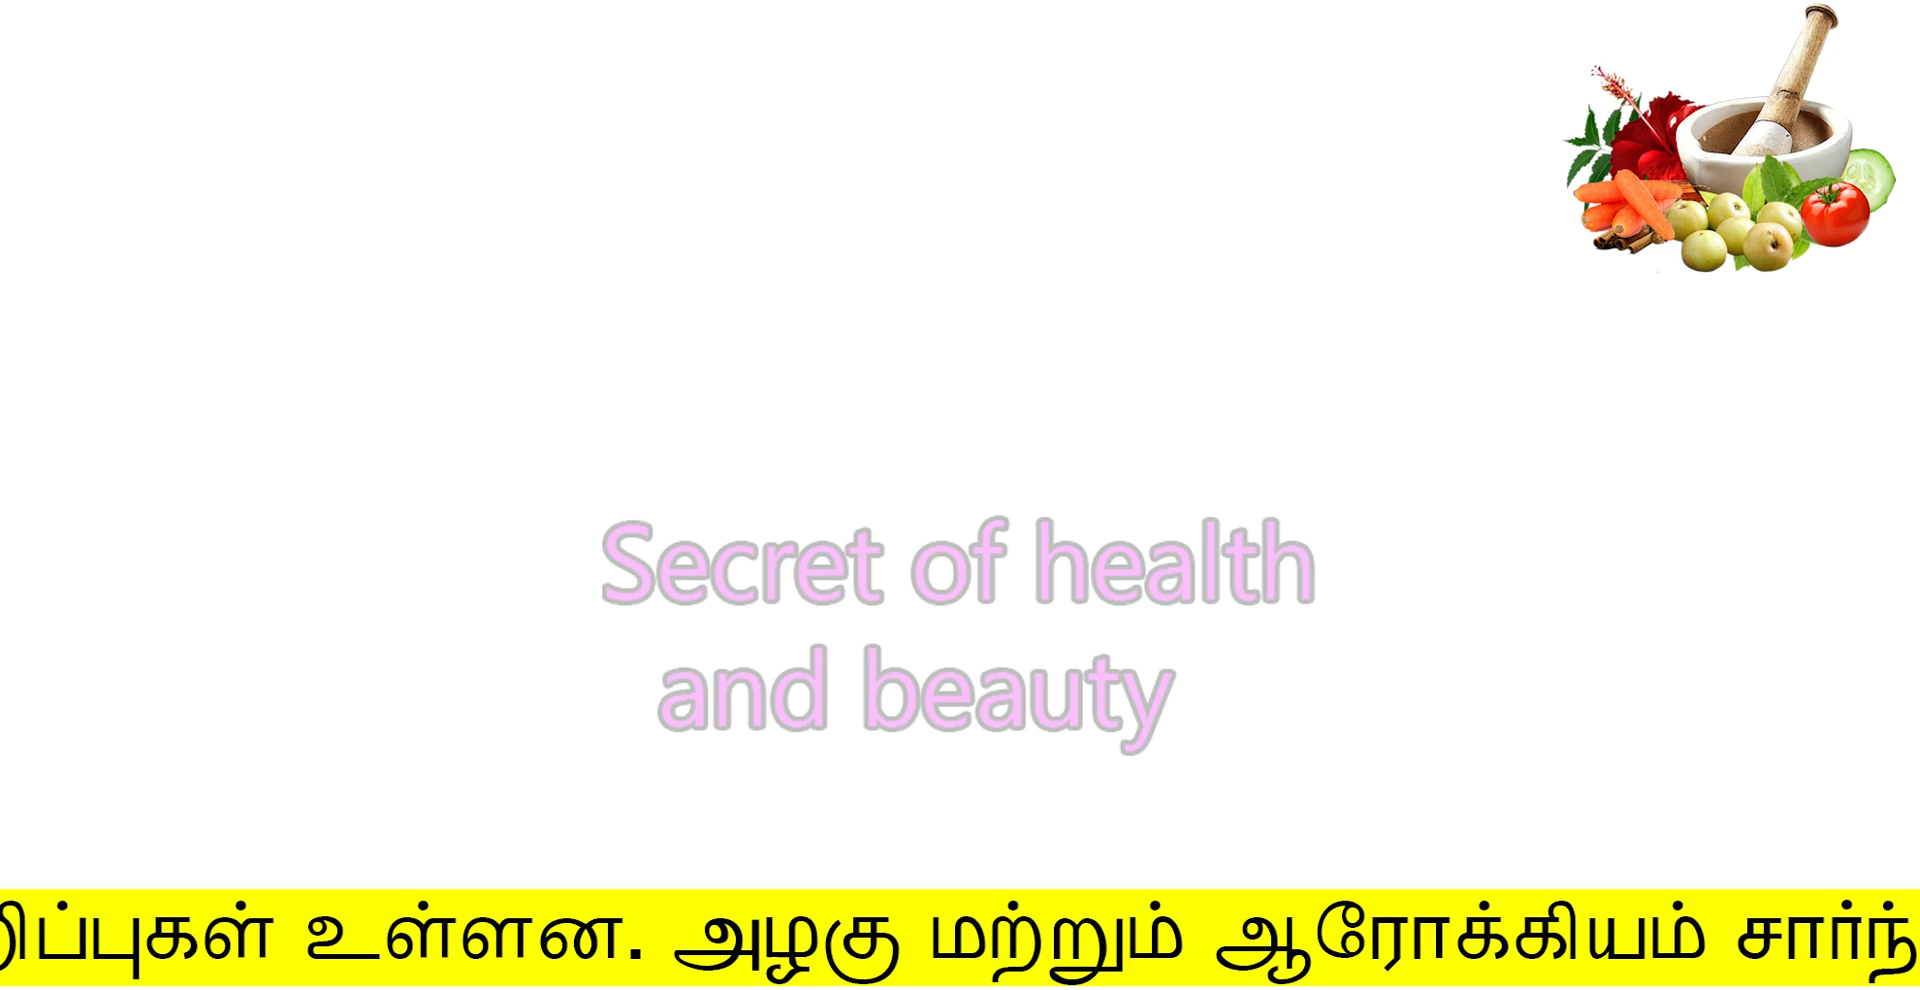 Secret of health
and beauty
உள்ளன. அழகு மற்றும் ஆரோக்கியம்